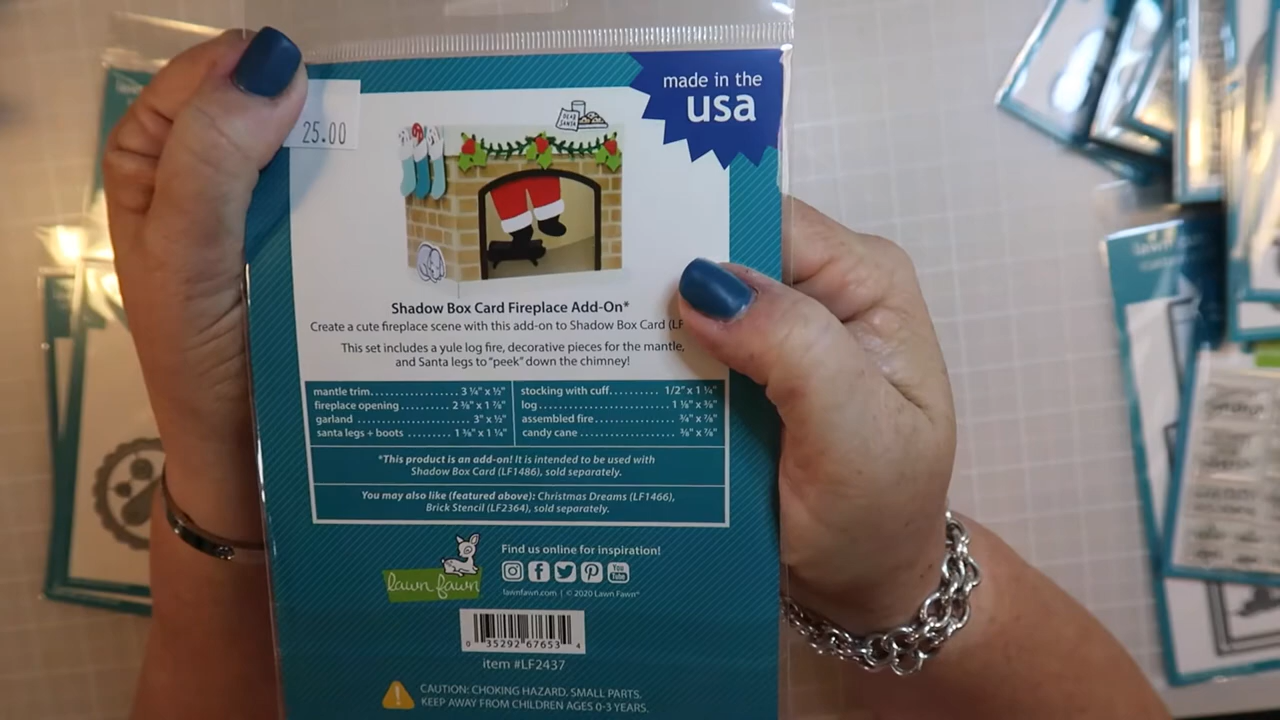 made in the
usa
25.00
DEAR
SANTA
Shadow Box Card Fireplace Add-On*
Create a cute fireplace scene with this add-on to Shadow Box Card (LF
This set includes a yule log fire, decorative pieces for the mantle,
and Santa legs to "peek" down the chimney!
mantle trim.................... 3 ¼" x ½"
fireplace opening .......... 2 ⅜" x 1 ⅞"
garland ........................... 3" x ½"
santa legs + boots ......... 1 ⅜" x 1 ¼"
stocking with cuff......... 1/2" x 1 ¼"
log............................... 1 ⅛" x ⅜"
assembled fire............... ¾" x ⅞"
candy cane ................... ⅜" x ⅞"
*This product is an add-on! It is intended to be used with
Shadow Box Card (LF1486), sold separately.
You may also like (featured above): Christmas Dreams (LF1466),
Brick Stencil (LF2364), sold separately.
lawn fawn
Find us online for inspiration!
You
Tube
lawnfawn.com | © 2020 Lawn Fawn®
0 35292 67653 4
item #LF2437
CAUTION: CHOKING HAZARD. SMALL PARTS.
KEEP AWAY FROM CHILDREN AGES 0-3 YEARS.